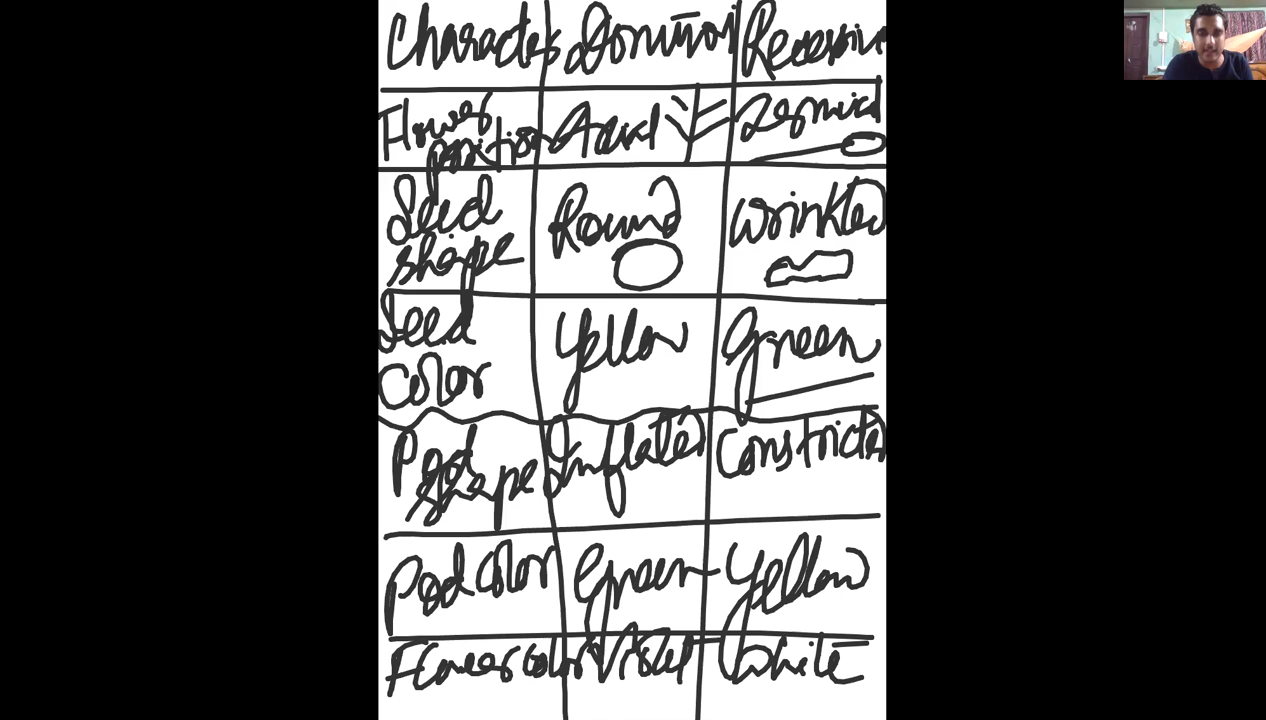 Character Dominant Recessive
Flower position Axial Terminal
Seed shape Round Wrinkled
Seed color Yellow Green
Pod shape Inflated Constricted
Pod color Green Yellow
Flower color Violet White